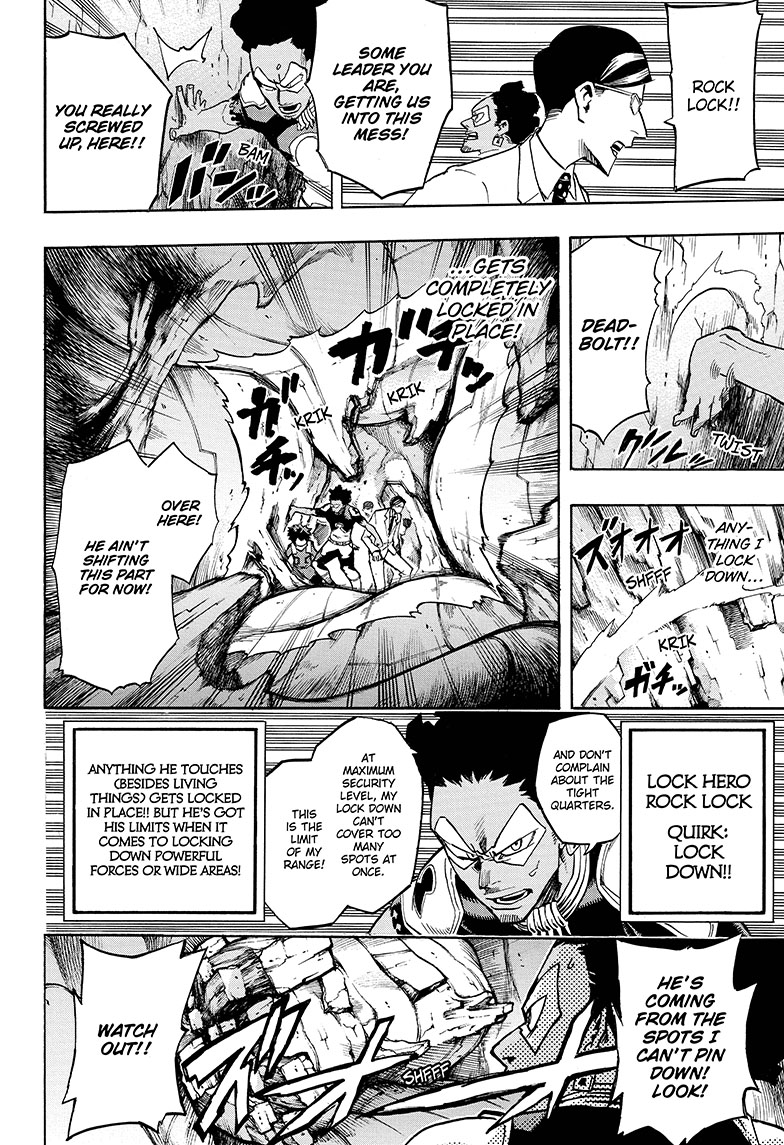 ROCK
LOCK!!
SOME
LEADER YOU
ARE,
GETTING US
INTO THIS
MESS!
YOU REALLY
SCREWED
UP, HERE!!
BAM
バンッ
DEAD-
BOLT!!
TWIST
グルッ
ANY-
THING I
LOCK
DOWN...
ズオオオ
SHFFF
KRIK
ガチッ
...GETS
COMPLETELY
LOCKED IN
PLACE!
ガチッ
KRIK
ガチッ
KRIK
OVER
HERE!
HE AIN'T
SHIFTING
THIS PART
FOR NOW!
LOCK HERO
ROCK LOCK
QUIRK:
LOCK
DOWN!!
AND DON'T
COMPLAIN
ABOUT THE
TIGHT
QUARTERS.
AT
MAXIMUM
SECURITY
LEVEL, MY
LOCK DOWN
CAN'T
COVER TOO
MANY
SPOTS AT
ONCE.
THIS
IS THE
LIMIT
OF MY
RANGE!
ANYTHING HE TOUCHES
(BESIDES LIVING
THINGS) GETS LOCKED
IN PLACE!! BUT HE'S GOT
HIS LIMITS WHEN IT
COMES TO LOCKING
DOWN POWERFUL
FORCES OR WIDE AREAS!
HE'S
COMING
FROM THE
SPOTS I
CAN'T PIN
DOWN!
LOOK!
SHFFF
WATCH
OUT!!